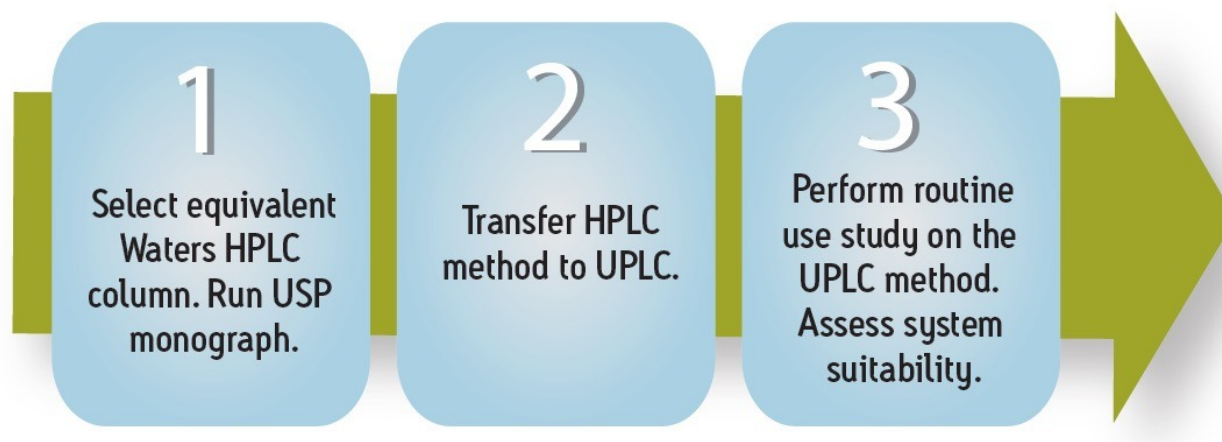 1
Select equivalent
Waters HPLC
column. Run USP
monograph.
2
Transfer HPLC
method to UPLC.
3
Perform routine
use study on the
UPLC method.
Assess system
suitability.